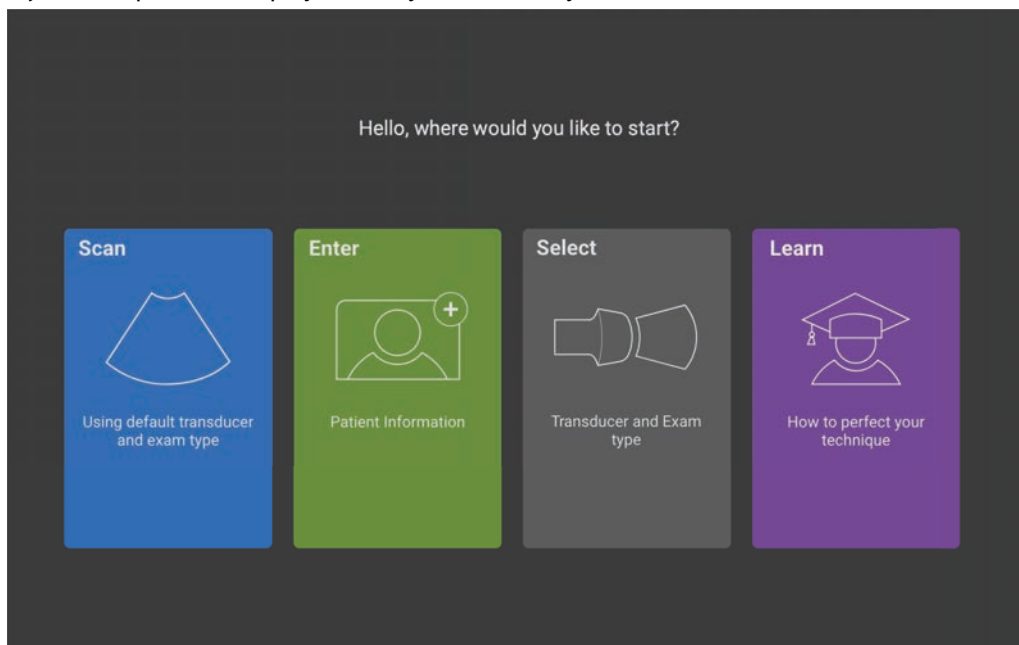 Hello, where would you like to start?
Scan
Using default transducer
and exam type
Enter
Patient Information
Select
Transducer and Exam
type
Learn
How to perfect your
technique